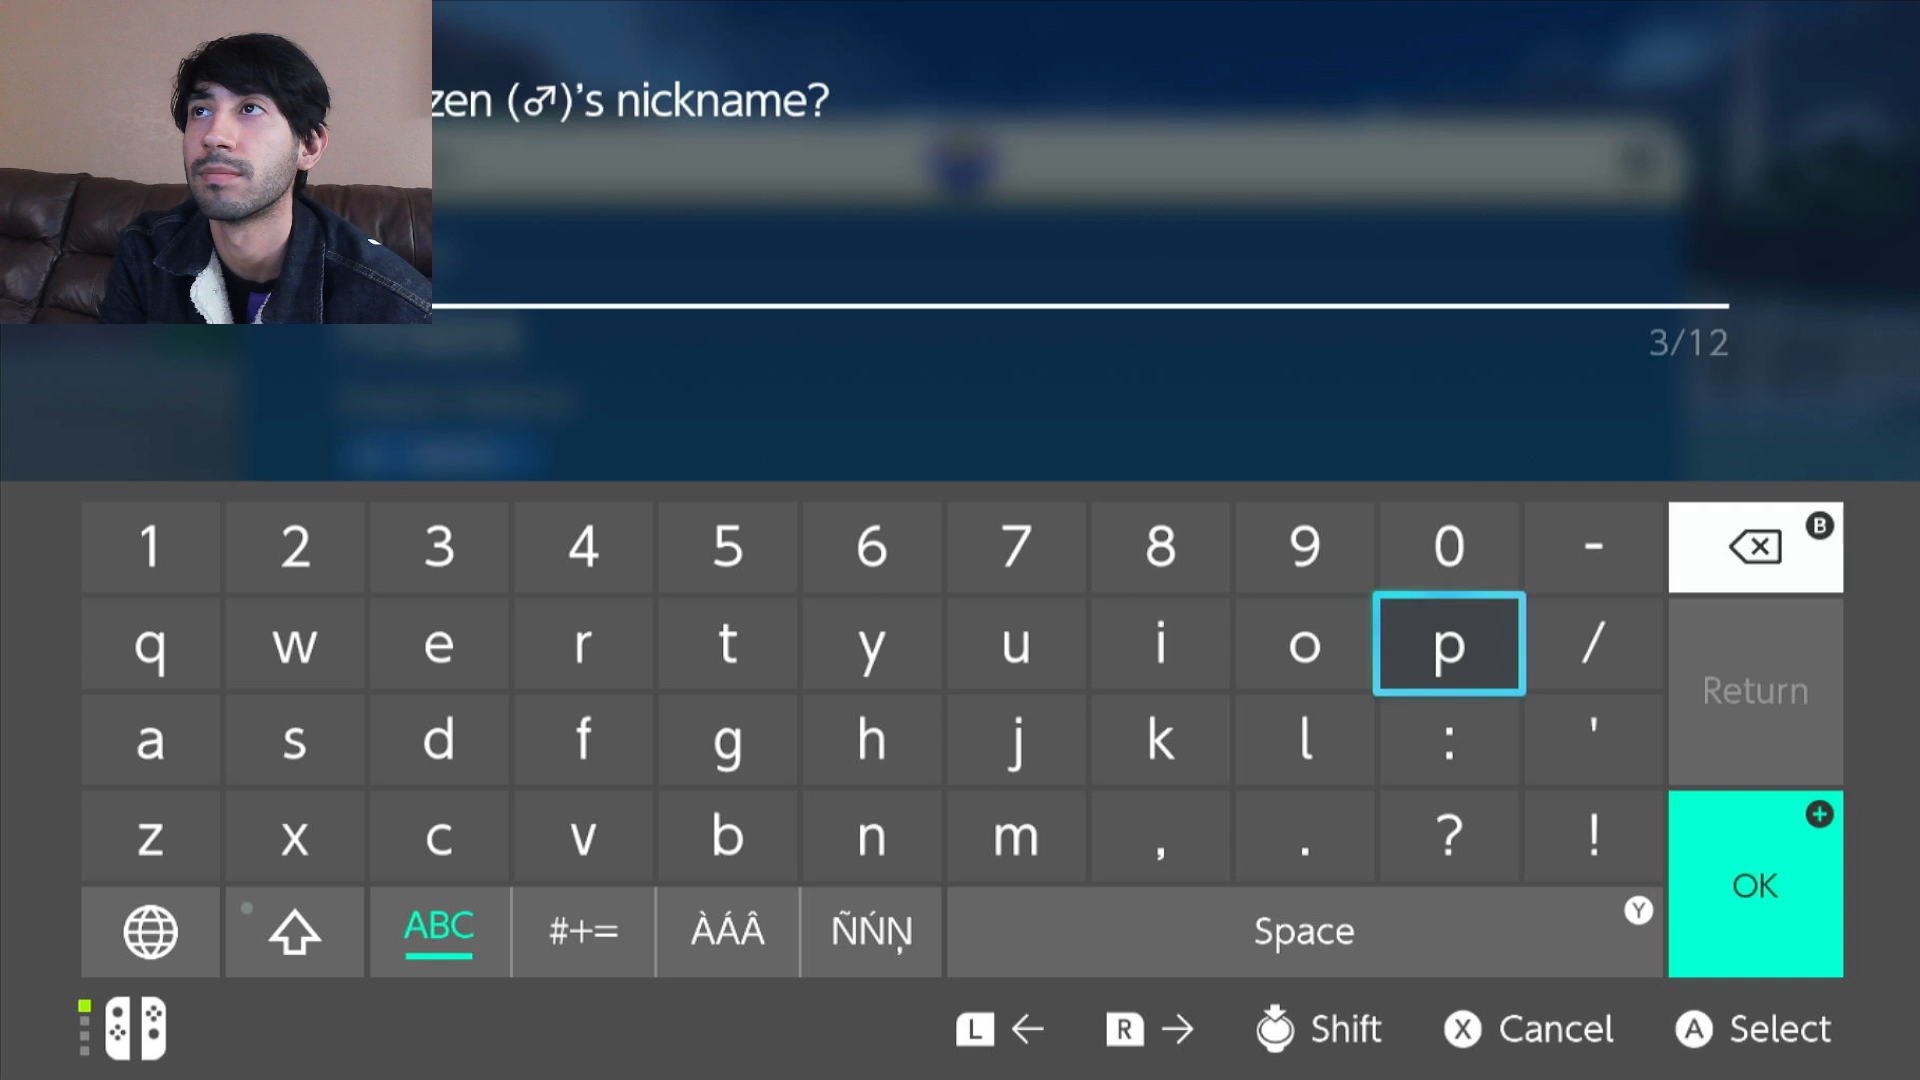 zen (♂)'s nickname?
3/12
1 2 3 4 5 6 7 8 9 0 - B
q w e r t y u i o p /
Return
a s d f g h j k l : '
z x c v b n m , . ? ! +
OK
ABC #+= ÀÁÂ ÑŃŅ Space Y
L ← R → Shift X Cancel A Select